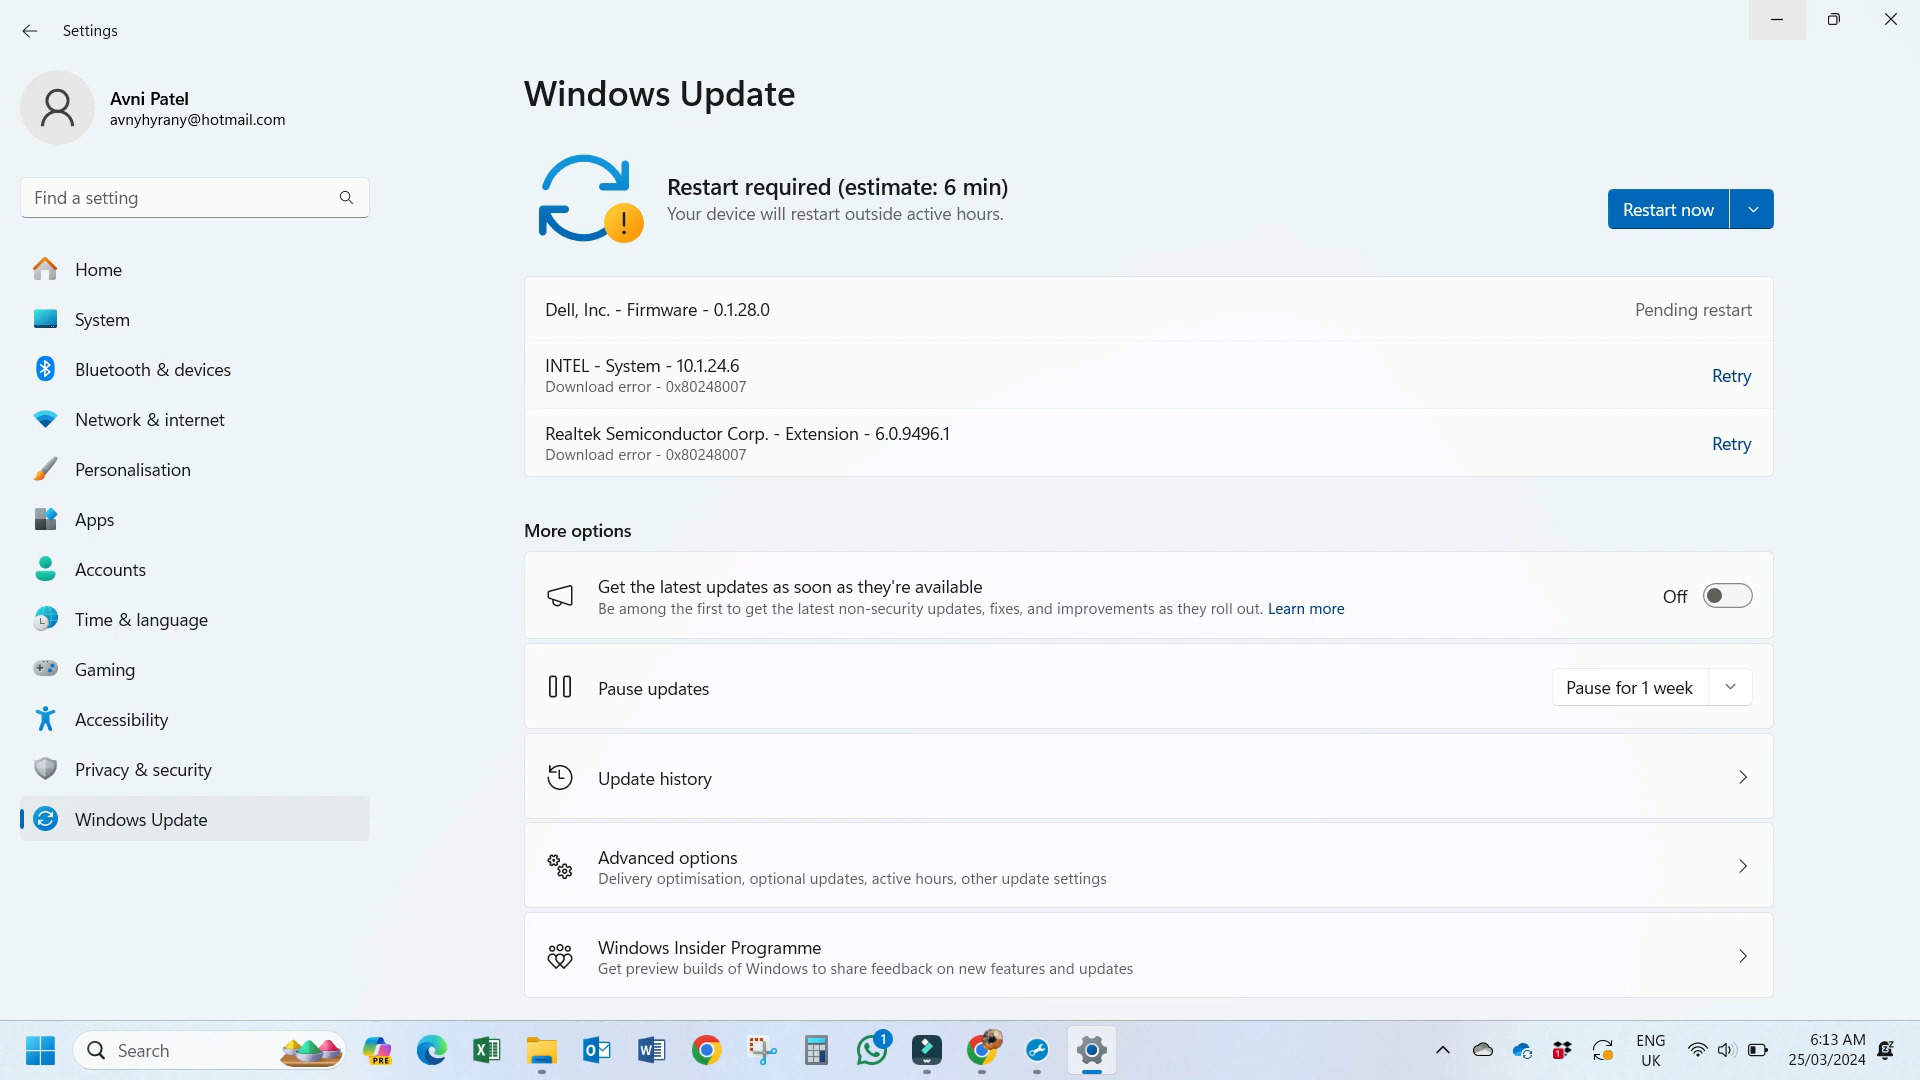 Settings
Avni Patel
avnyhyrany@hotmail.com
Find a setting
Home
System
Bluetooth & devices
Network & internet
Personalisation
Apps
Accounts
Time & language
Gaming
Accessibility
Privacy & security
Windows Update
Windows Update
Restart required (estimate: 6 min)
Your device will restart outside active hours.
Restart now
Dell, Inc. - Firmware - 0.1.28.0
Pending restart
INTEL - System - 10.1.24.6
Download error - 0x80248007
Retry
Realtek Semiconductor Corp. - Extension - 6.0.9496.1
Download error - 0x80248007
Retry
More options
Get the latest updates as soon as they're available
Be among the first to get the latest non-security updates, fixes, and improvements as they roll out. Learn more
Off
Pause updates
Pause for 1 week
Update history
Advanced options
Delivery optimisation, optional updates, active hours, other update settings
Windows Insider Programme
Get preview builds of Windows to share feedback on new features and updates
Search
PRE
1
1
ENG
UK
6:13 AM
25/03/2024